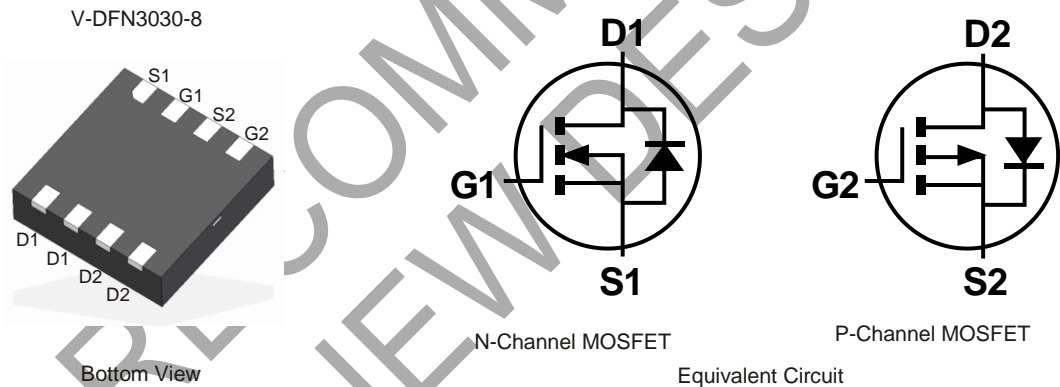 V-DFN3030-8
S1
G1
S2
G2
D1
D1
D2
D2
Bottom View
D1
G1
S1
N-Channel MOSFET
D2
G2
S2
P-Channel MOSFET
Equivalent Circuit